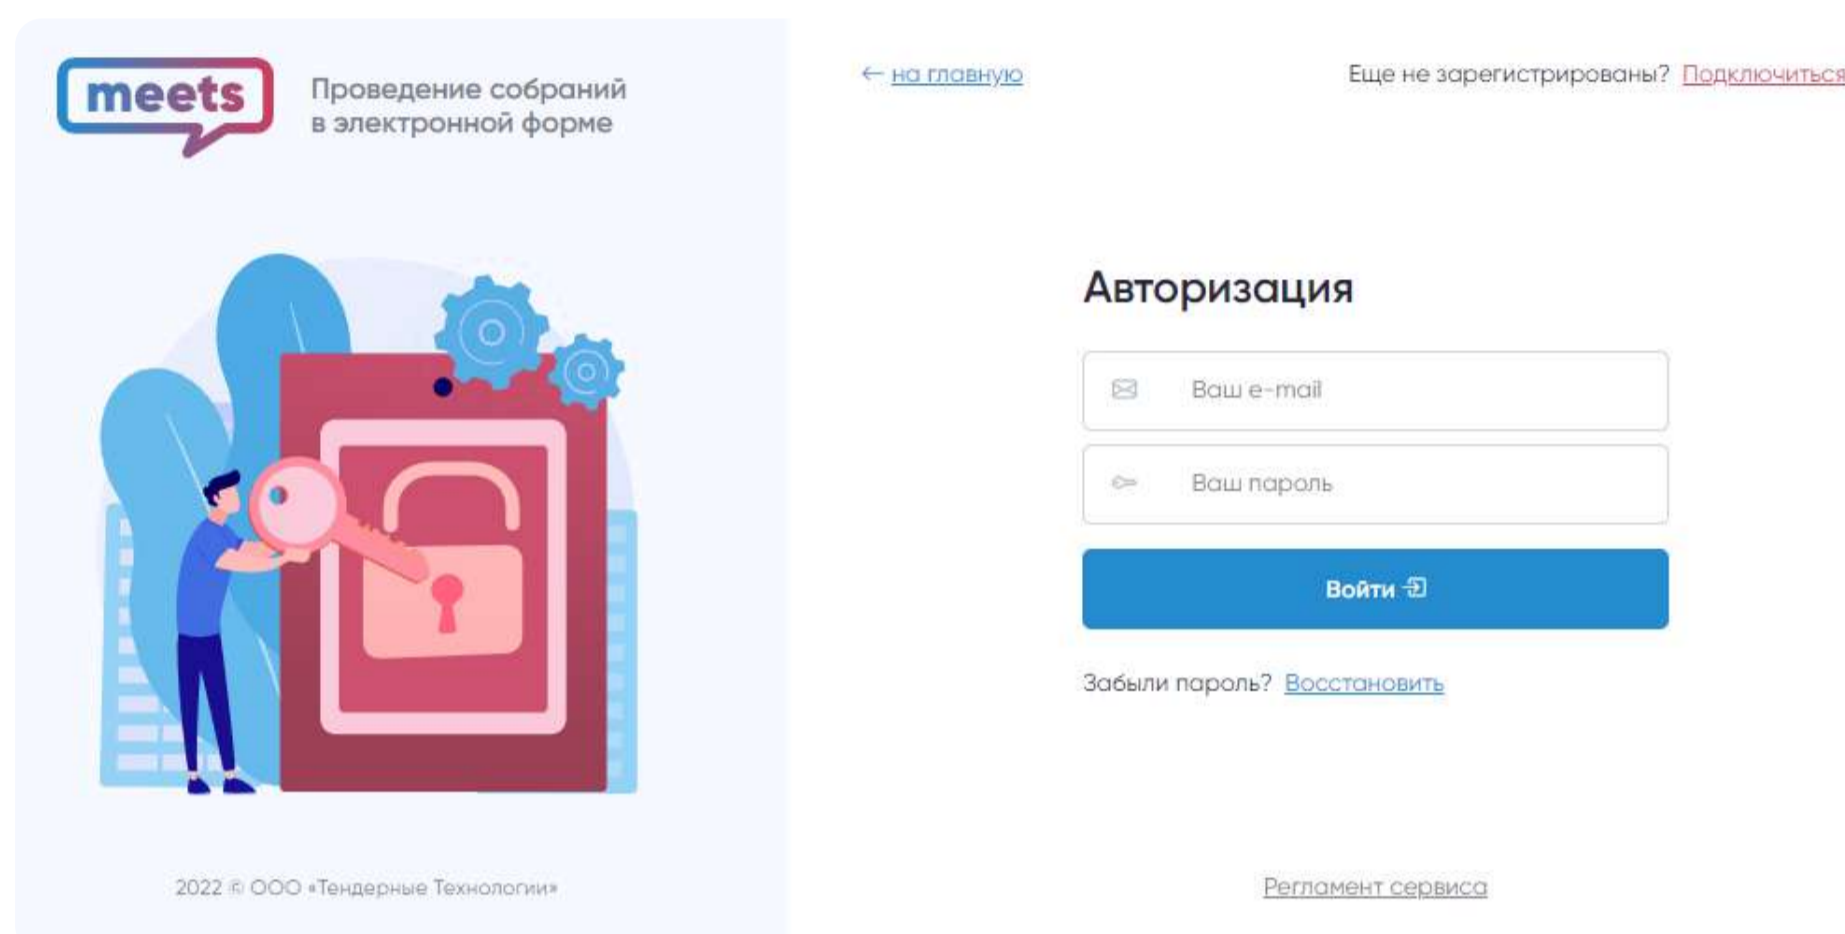 meets
Проведение собраний
в электронной форме
← на главную
Еще не зарегистрированы? Подключиться
Авторизация
Ваш e-mail
Ваш пароль
Войти
Забыли пароль? Восстановить
2022 © ООО «Тендерные Технологии»
Регламент сервиса